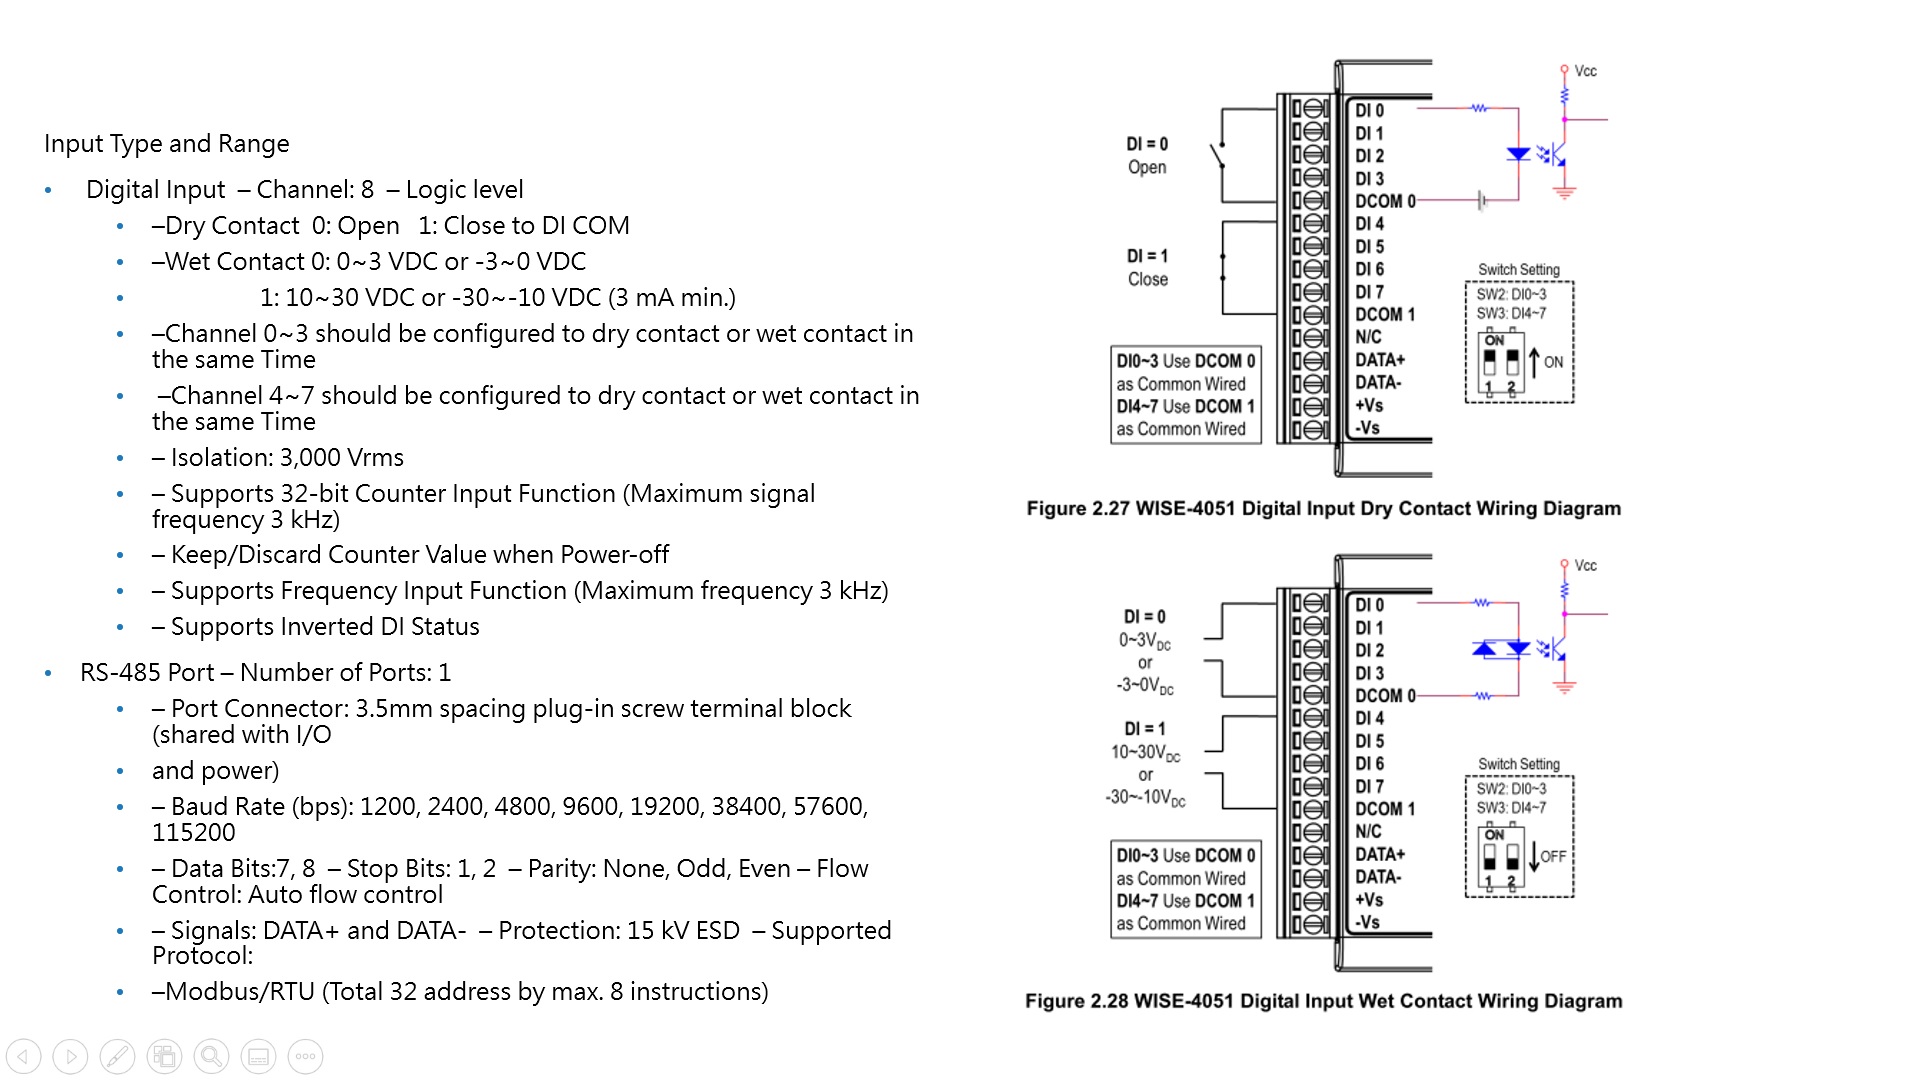 Input Type and Range
• Digital Input – Channel: 8 – Logic level
• –Dry Contact 0: Open 1: Close to DI COM
• –Wet Contact 0: 0~3 VDC or -3~0 VDC
• 1: 10~30 VDC or -30~-10 VDC (3 mA min.)
• –Channel 0~3 should be configured to dry contact or wet contact in
the same Time
• –Channel 4~7 should be configured to dry contact or wet contact in
the same Time
• – Isolation: 3,000 Vrms
• – Supports 32-bit Counter Input Function (Maximum signal
frequency 3 kHz)
• – Keep/Discard Counter Value when Power-off
• – Supports Frequency Input Function (Maximum frequency 3 kHz)
• – Supports Inverted DI Status
• RS-485 Port – Number of Ports: 1
• – Port Connector: 3.5mm spacing plug-in screw terminal block
(shared with I/O
• and power)
• – Baud Rate (bps): 1200, 2400, 4800, 9600, 19200, 38400, 57600,
115200
• – Data Bits:7, 8 – Stop Bits: 1, 2 – Parity: None, Odd, Even – Flow
Control: Auto flow control
• – Signals: DATA+ and DATA- – Protection: 15 kV ESD – Supported
Protocol:
• –Modbus/RTU (Total 32 address by max. 8 instructions)
DI = 0
Open
DI = 1
Close
DI0~3 Use DCOM 0
as Common Wired
DI4~7 Use DCOM 1
as Common Wired
DI 0
DI 1
DI 2
DI 3
DCOM 0
DI 4
DI 5
DI 6
DI 7
DCOM 1
N/C
DATA+
DATA-
+Vs
-Vs
Vcc
Switch Setting
SW2: DI0~3
SW3: DI4~7
ON
1 2
ON
Figure 2.27 WISE-4051 Digital Input Dry Contact Wiring Diagram
DI = 0
0~3VDC
or
-3~0VDC
DI = 1
10~30VDC
or
-30~-10VDC
DI0~3 Use DCOM 0
as Common Wired
DI4~7 Use DCOM 1
as Common Wired
DI 0
DI 1
DI 2
DI 3
DCOM 0
DI 4
DI 5
DI 6
DI 7
DCOM 1
N/C
DATA+
DATA-
+Vs
-Vs
Vcc
Switch Setting
SW2: DI0~3
SW3: DI4~7
ON
1 2
OFF
Figure 2.28 WISE-4051 Digital Input Wet Contact Wiring Diagram